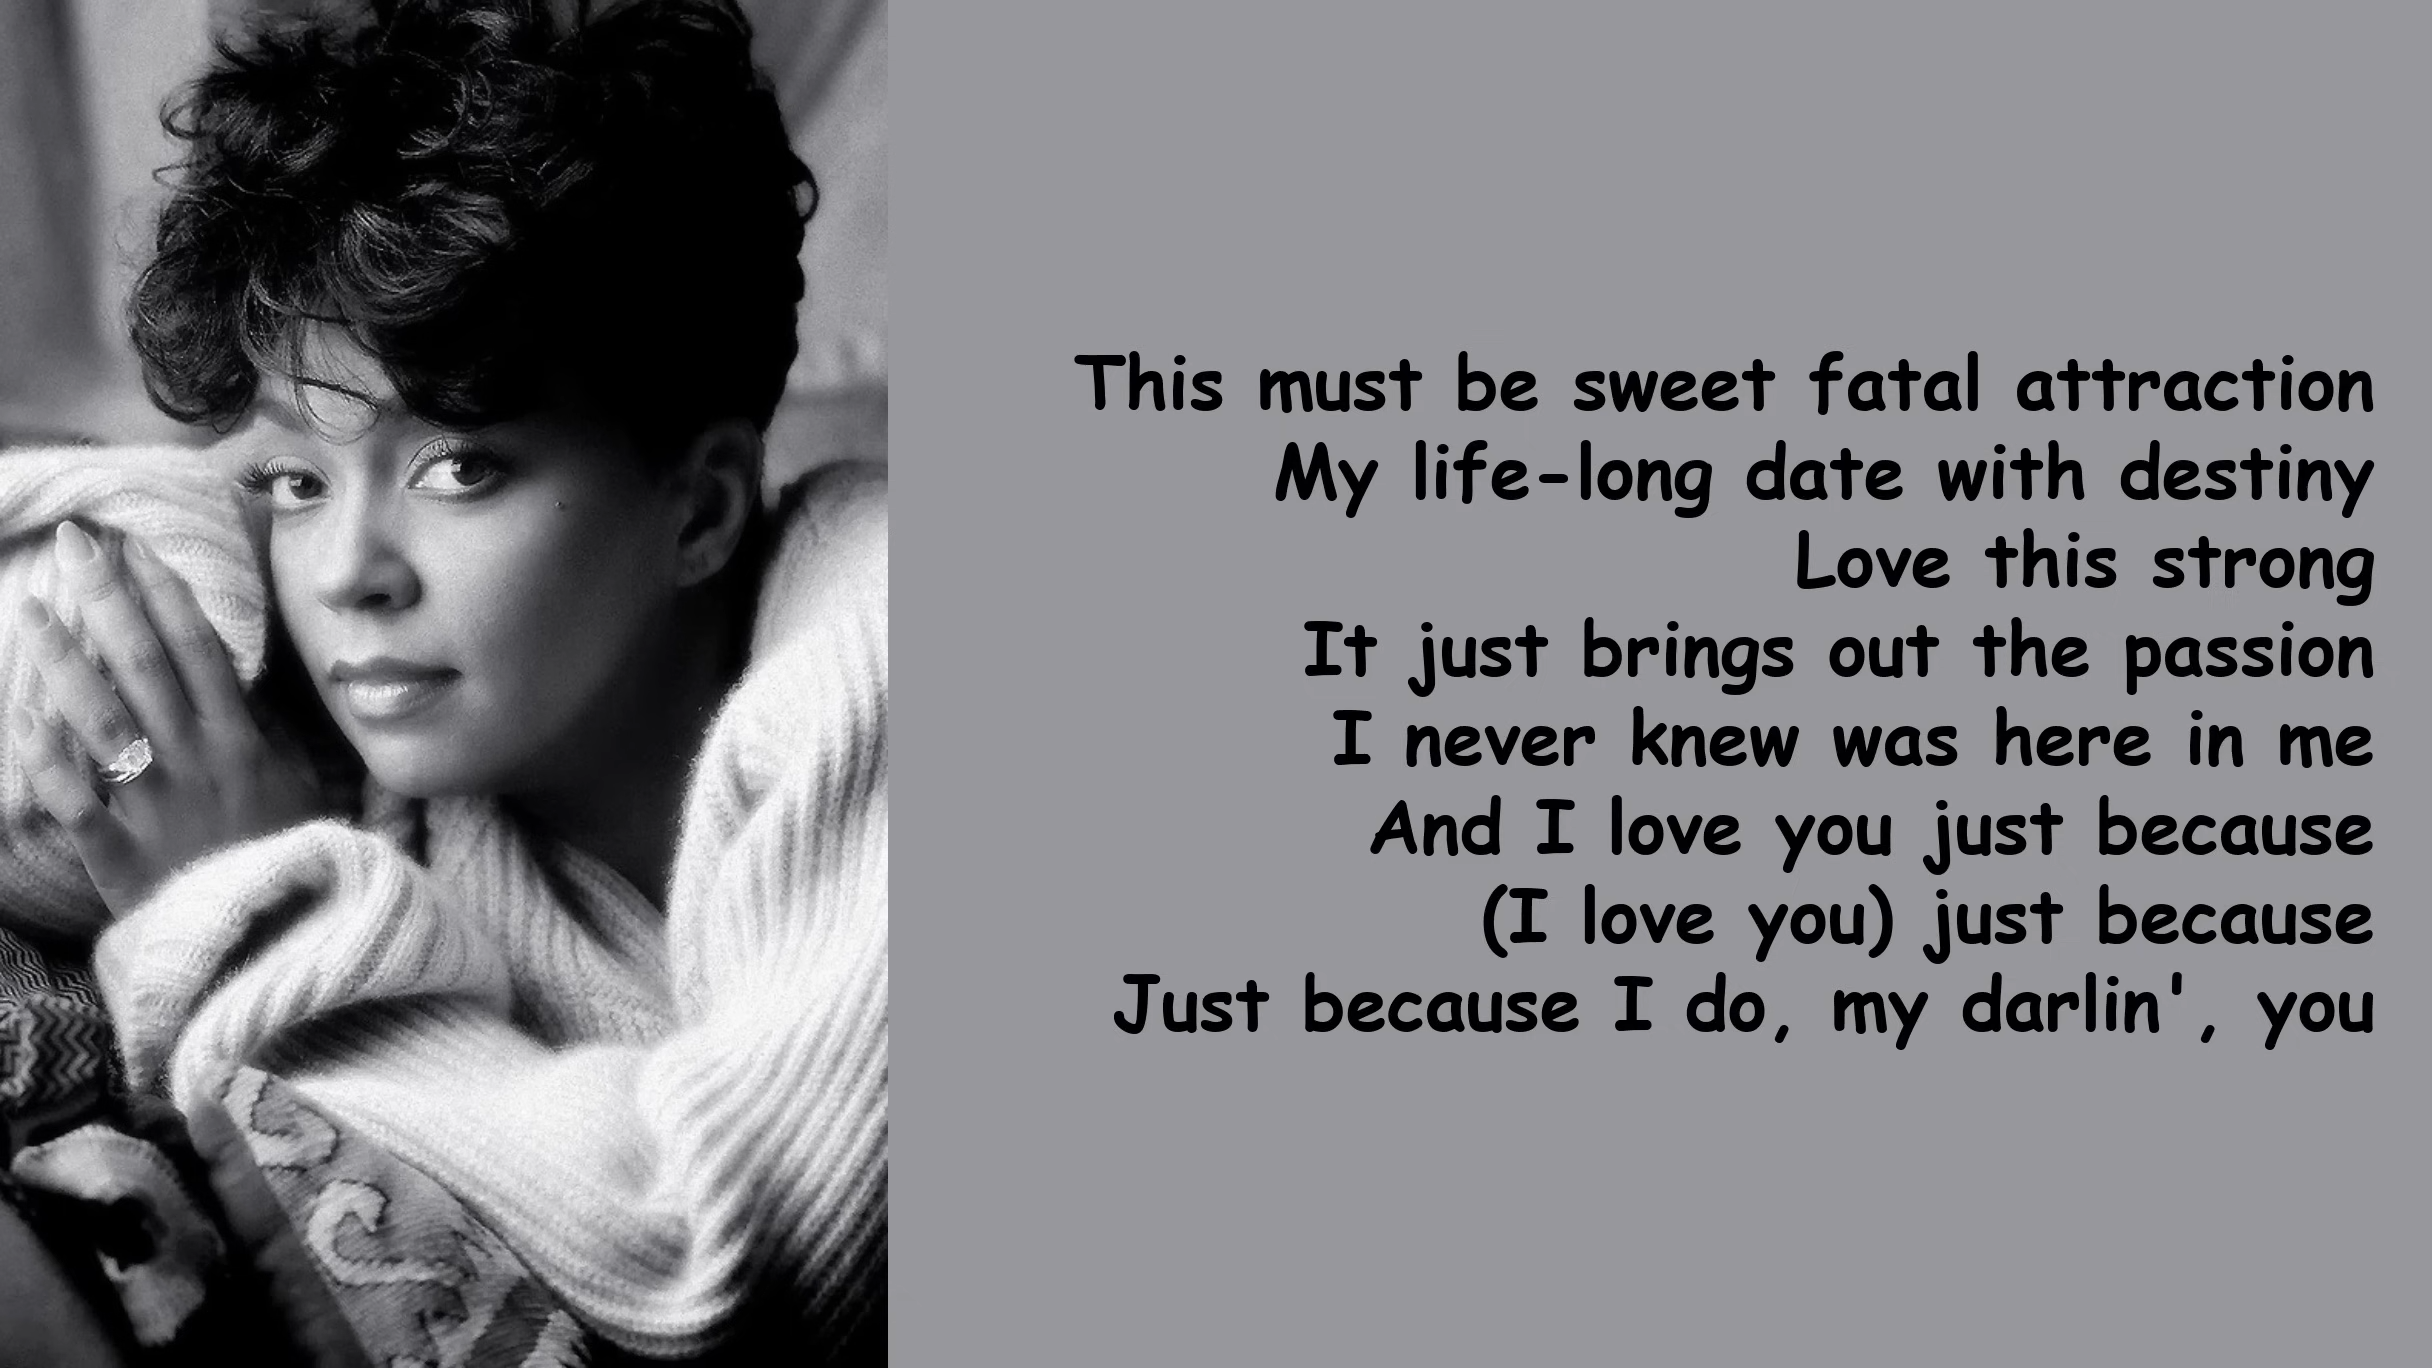 This must be sweet fatal attraction
My life-long date with destiny
Love this strong
It just brings out the passion
I never knew was here in me
And I love you just because
(I love you) just because
Just because I do, my darlin', you